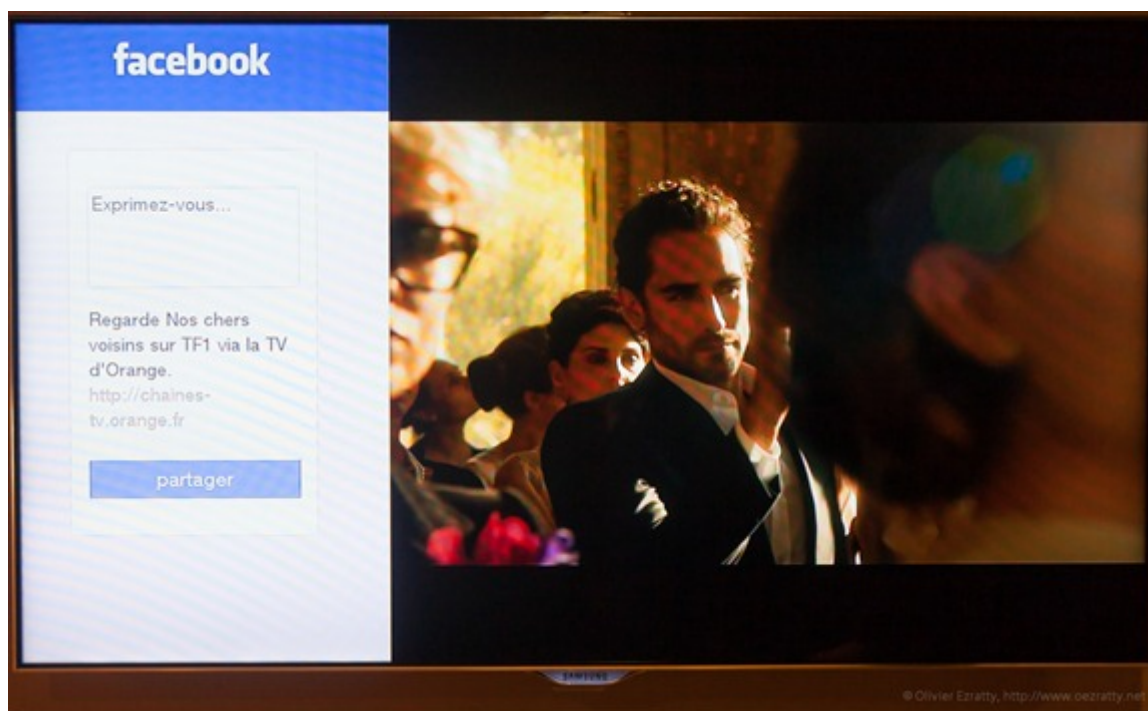 facebook
Exprimez-vous...
Regarde Nos chers
voisins sur TF1 via la TV
d'Orange.
http://chaines-
tv.orange.fr
partager
SAMSUNG
© Olivier Ezratty, http://www.oezratty.net